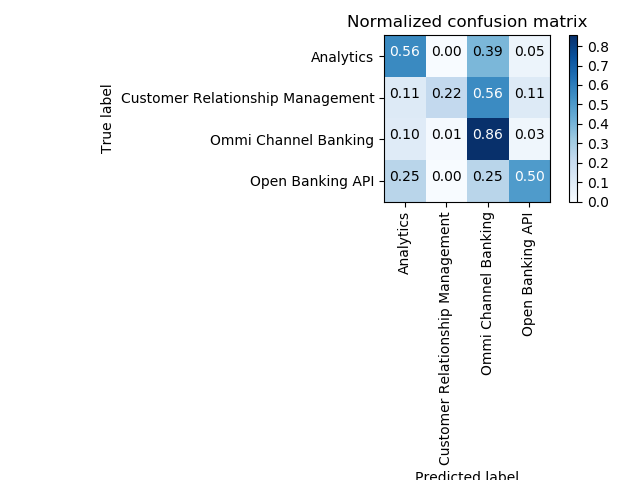 Normalized confusion matrix
True label
Analytics 0.56 0.00 0.39 0.05
Customer Relationship Management 0.11 0.22 0.56 0.11
Ommi Channel Banking 0.10 0.01 0.86 0.03
Open Banking API 0.25 0.00 0.25 0.50
Analytics
Customer Relationship Management
Ommi Channel Banking
Open Banking API
Predicted label
0.8
0.7
0.6
0.5
0.4
0.3
0.2
0.1
0.0